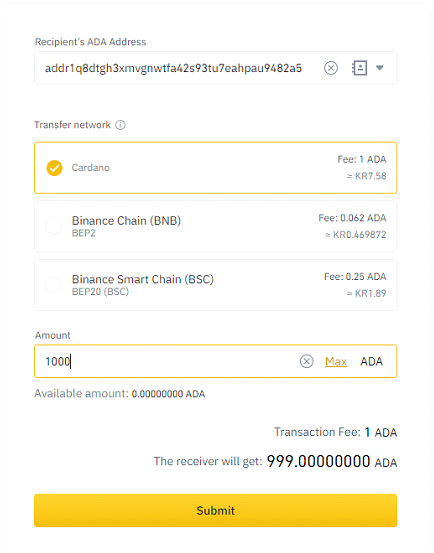 Recipient's ADA Address
addr1q8dtgh3xmvgnwtfa42s93tu7eahpau9482a5
Transfer network
Cardano
Fee: 1 ADA
≈ KR7.58
Binance Chain (BNB)
BEP2
Fee: 0.062 ADA
≈ KR0.469872
Binance Smart Chain (BSC)
BEP20 (BSC)
Fee: 0.25 ADA
≈ KR1.89
Amount
1000 Max ADA
Available amount: 0.00000000 ADA
Transaction Fee: 1 ADA
The receiver will get: 999.00000000 ADA
Submit